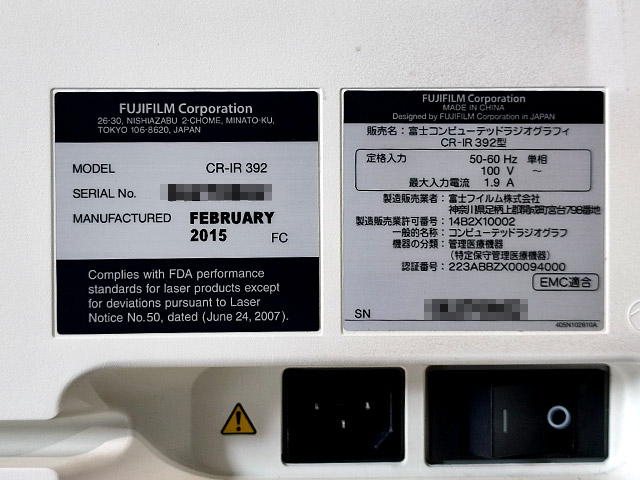 FUJIFILM Corporation
26-30, NISHIAZABU 2-CHOME, MINATO-KU,
TOKYO 106-8620, JAPAN
MODEL CR-IR 392
SERIAL No.
MANUFACTURED FEBRUARY
2015 FC
Complies with FDA performance
standards for laser products except
for deviations pursuant to Laser
Notice No.50, dated (June 24, 2007).
FUJIFILM Corporation
MADE IN CHINA
Designed by FUJIFILM Corporation in JAPAN
販売名：富士コンピューテッドラジオグラフィ
CR-IR 392型
定格入力 50-60 Hz 単相
100 V ～
最大入力電流 1.9 A
製造販売業者：富士フイルム株式会社
神奈川県足柄上郡開成町宮台798番地
製造販売業許可番号：14B2X10002
一般的名称：コンピューテッドラジオグラフ
機器の分類：管理医療機器
(特定保守管理医療機器)
認証番号：223ABBZX00094000
EMC適合
SN
405N102810A